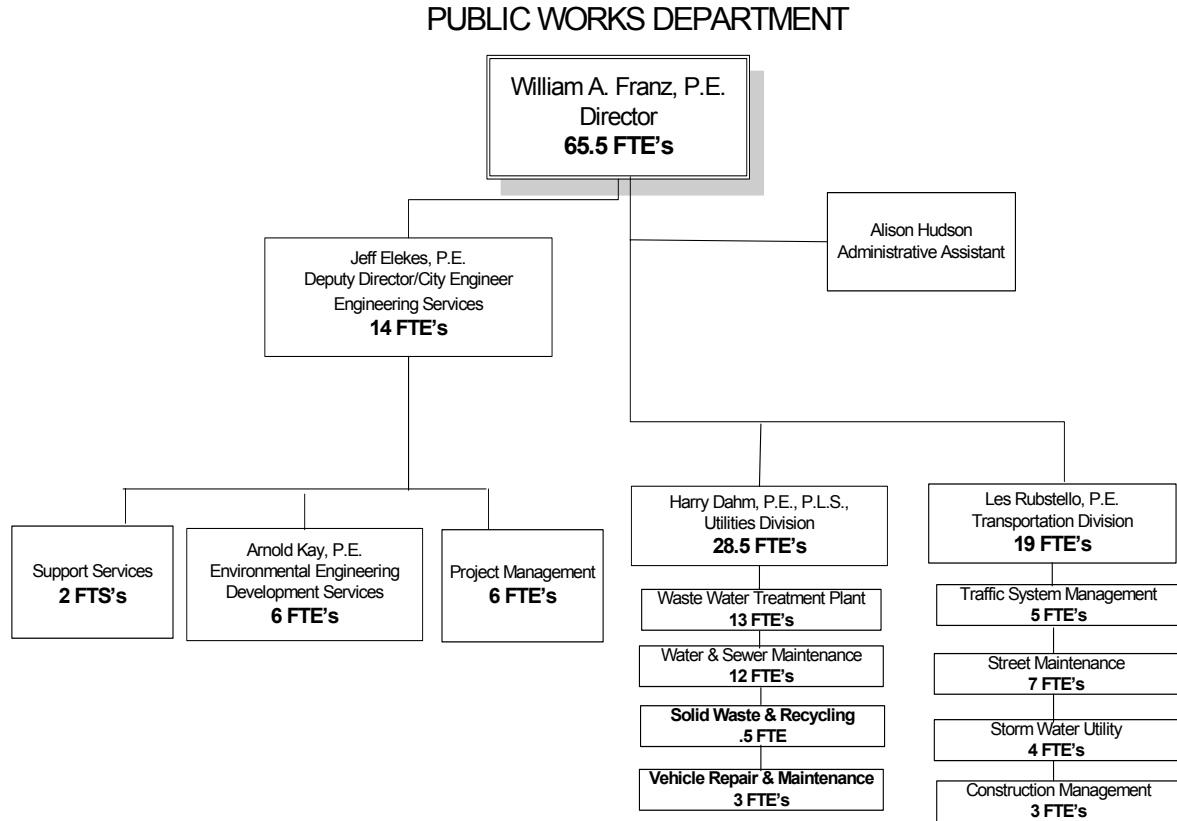 PUBLIC WORKS DEPARTMENT
William A. Franz, P.E.
Director
65.5 FTE's
Alison Hudson
Administrative Assistant
Jeff Elekes, P.E.
Deputy Director/City Engineer
Engineering Services
14 FTE's
Support Services
2 FTS's
Arnold Kay, P.E.
Environmental Engineering
Development Services
6 FTE's
Project Management
6 FTE's
Harry Dahm, P.E., P.L.S.,
Utilities Division
28.5 FTE's
Waste Water Treatment Plant
13 FTE's
Water & Sewer Maintenance
12 FTE's
Solid Waste & Recycling
.5 FTE
Vehicle Repair & Maintenance
3 FTE's
Les Rubstello, P.E.
Transportation Division
19 FTE's
Traffic System Management
5 FTE's
Street Maintenance
7 FTE's
Storm Water Utility
4 FTE's
Construction Management
3 FTE's